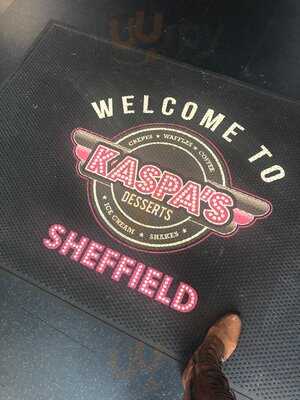 WELCOME TO
CREPES ★ WAFFLES ★ COFFEE
KASPA'S
DESSERTS
★ ICE CREAM ★ SHAKES ★
SHEFFIELD